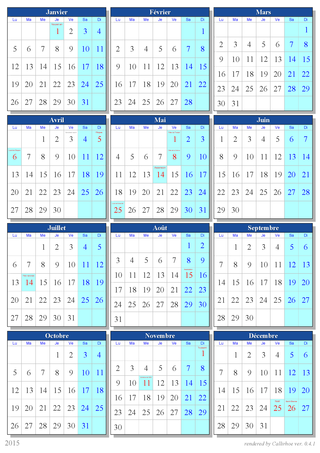 Janvier
Lu Ma Me Je Ve Sa Di
1 2 3 4
5 6 7 8 9 10 11
12 13 14 15 16 17 18
19 20 21 22 23 24 25
26 27 28 29 30 31
Février
Lu Ma Me Je Ve Sa Di
1
2 3 4 5 6 7 8
9 10 11 12 13 14 15
16 17 18 19 20 21 22
23 24 25 26 27 28
Mars
Lu Ma Me Je Ve Sa Di
1
2 3 4 5 6 7 8
9 10 11 12 13 14 15
16 17 18 19 20 21 22
23 24 25 26 27 28 29
30 31
Avril
Lu Ma Me Je Ve Sa Di
1 2 3 4 5
6 7 8 9 10 11 12
13 14 15 16 17 18 19
20 21 22 23 24 25 26
27 28 29 30
Mai
Lu Ma Me Je Ve Sa Di
1 2 3
4 5 6 7 8 9 10
11 12 13 14 15 16 17
18 19 20 21 22 23 24
25 26 27 28 29 30 31
Juin
Lu Ma Me Je Ve Sa Di
1 2 3 4 5 6 7
8 9 10 11 12 13 14
15 16 17 18 19 20 21
22 23 24 25 26 27 28
29 30
Juillet
Lu Ma Me Je Ve Sa Di
1 2 3 4 5
6 7 8 9 10 11 12
13 14 15 16 17 18 19
20 21 22 23 24 25 26
27 28 29 30 31
Août
Lu Ma Me Je Ve Sa Di
1 2
3 4 5 6 7 8 9
10 11 12 13 14 15 16
17 18 19 20 21 22 23
24 25 26 27 28 29 30
31
Septembre
Lu Ma Me Je Ve Sa Di
1 2 3 4 5 6
7 8 9 10 11 12 13
14 15 16 17 18 19 20
21 22 23 24 25 26 27
28 29 30
Octobre
Lu Ma Me Je Ve Sa Di
1 2 3 4
5 6 7 8 9 10 11
12 13 14 15 16 17 18
19 20 21 22 23 24 25
26 27 28 29 30 31
Novembre
Lu Ma Me Je Ve Sa Di
1
2 3 4 5 6 7 8
9 10 11 12 13 14 15
16 17 18 19 20 21 22
23 24 25 26 27 28 29
30
Décembre
Lu Ma Me Je Ve Sa Di
1 2 3 4 5 6
7 8 9 10 11 12 13
14 15 16 17 18 19 20
21 22 23 24 25 26 27
28 29 30 31
2015
rendered by Callirhoe ver. 0.4.1